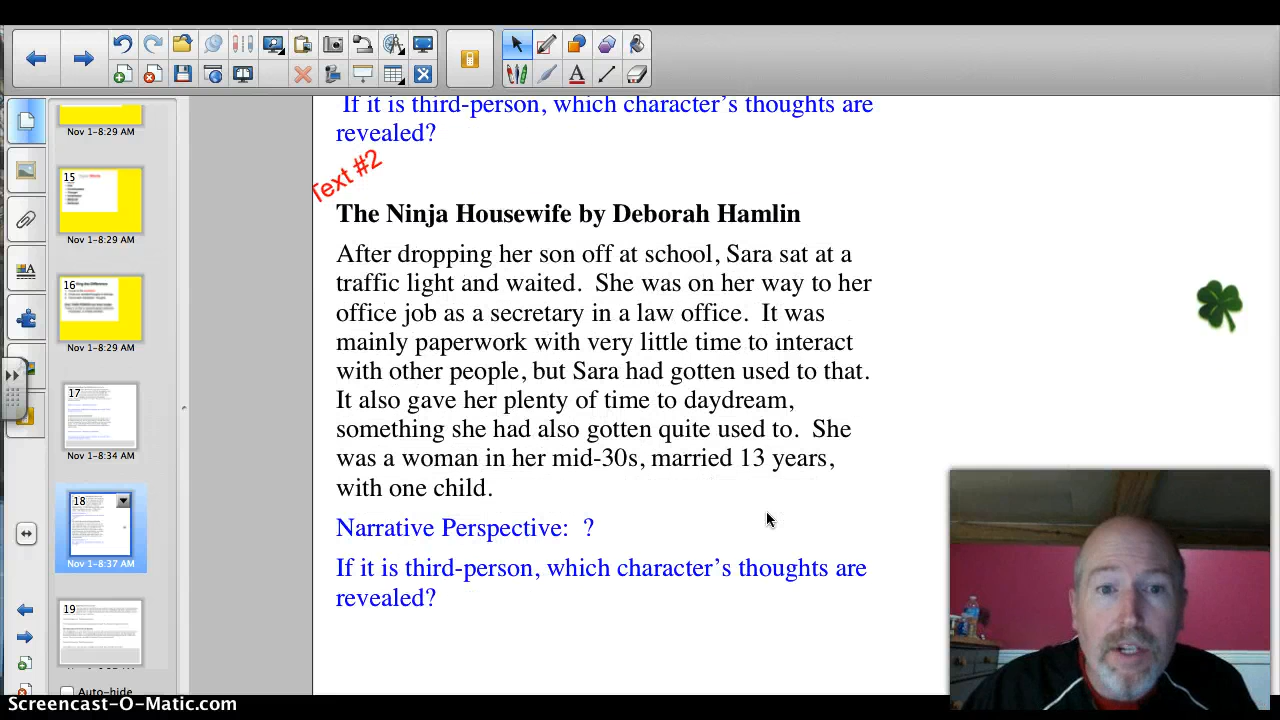 If it is third-person, which character's thoughts are
revealed?
Text #2
The Ninja Housewife by Deborah Hamlin
After dropping her son off at school, Sara sat at a
traffic light and waited. She was on her way to her
office job as a secretary in a law office. It was
mainly paperwork with very little time to interact
with other people, but Sara had gotten used to that.
It also gave her plenty of time to daydream,
something she had also gotten quite used to. She
was a woman in her mid-30s, married 13 years,
with one child.
Narrative Perspective: ?
If it is third-person, which character's thoughts are
revealed?
Nov 1-8:29 AM
15
Nov 1-8:29 AM
16
Nov 1-8:29 AM
17
Nov 1-8:34 AM
18
Nov 1-8:37 AM
19
Auto-hide
Screencast-O-Matic.com